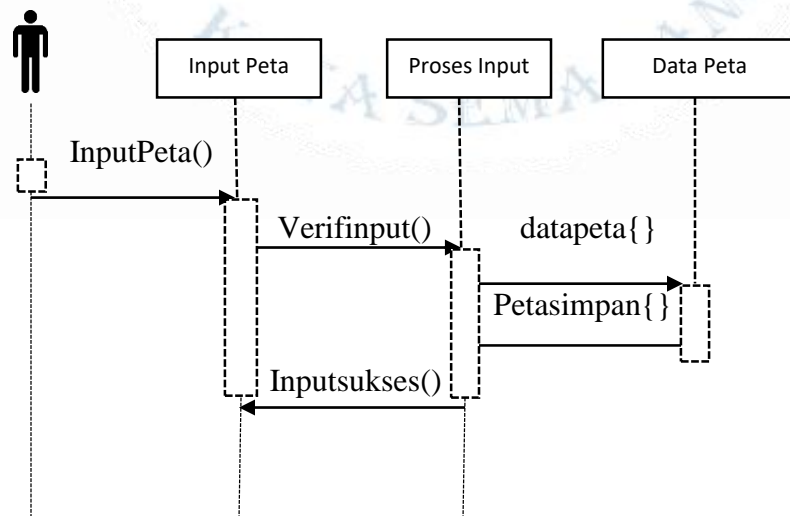 Input Peta
Proses Input
Data Peta
InputPeta()
Verifinput()
datapeta{}
Petasimpan{}
Inputsukses()